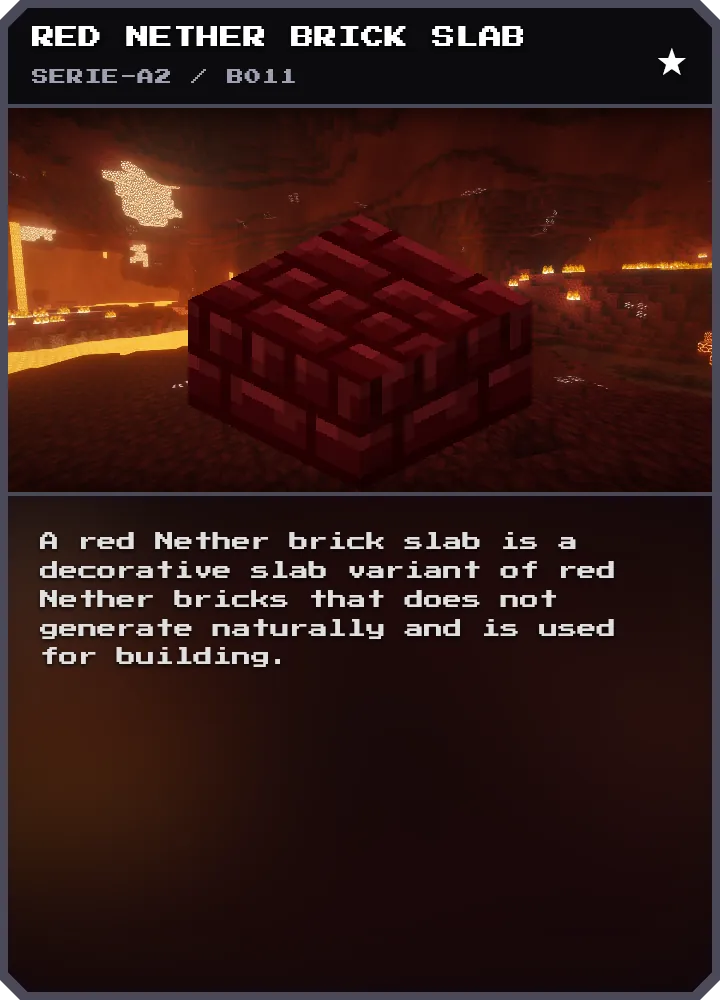 RED NETHER BRICK SLAB
SERIE-A2 / B011
A red Nether brick slab is a
decorative slab variant of red
Nether bricks that does not
generate naturally and is used
for building.